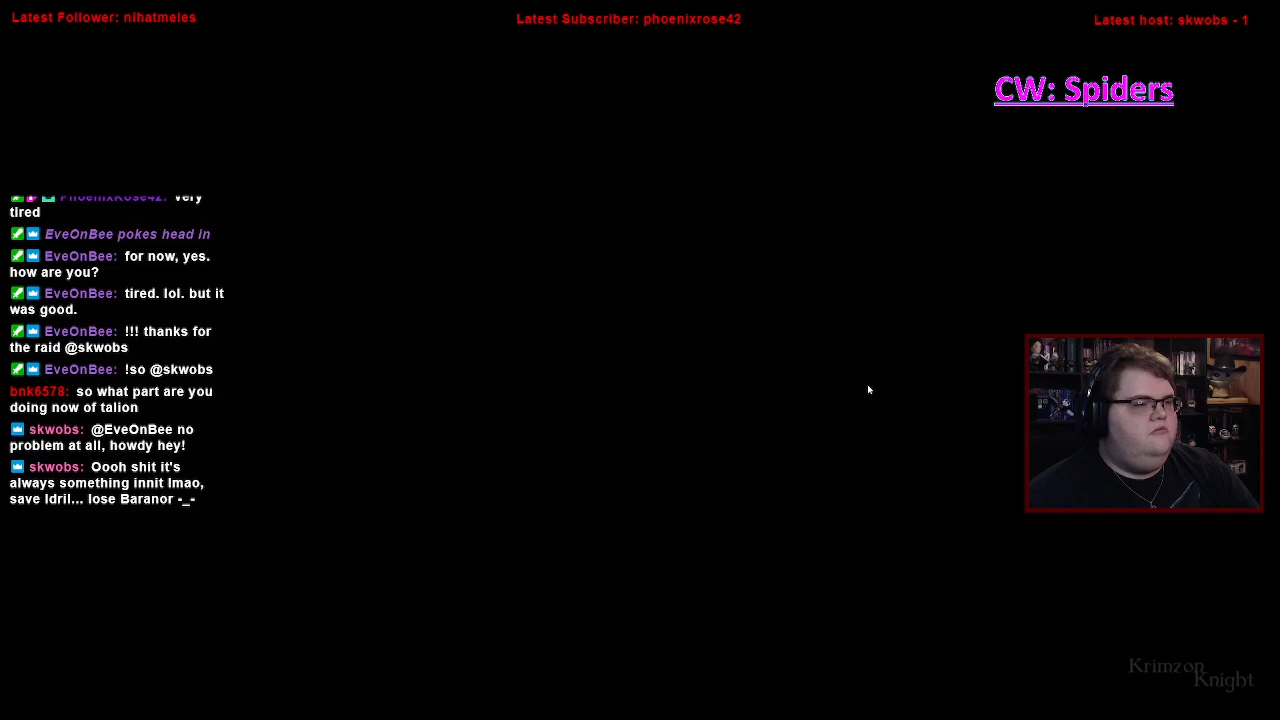 Latest Follower: nihatmeles
Latest Subscriber: phoenixrose42
Latest host: skwobs - 1
CW: Spiders
PhoenixRose42: very
tired
EveOnBee pokes head in
EveOnBee: for now, yes.
how are you?
EveOnBee: tired. lol. but it
was good.
EveOnBee: !!! thanks for
the raid @skwobs
EveOnBee: !so @skwobs
bnk6578: so what part are you
doing now of talion
skwobs: @EveOnBee no
problem at all, howdy hey!
skwobs: Oooh shit it's
always something innit lmao,
save Idril... lose Baranor -_-
Krimzon
Knight